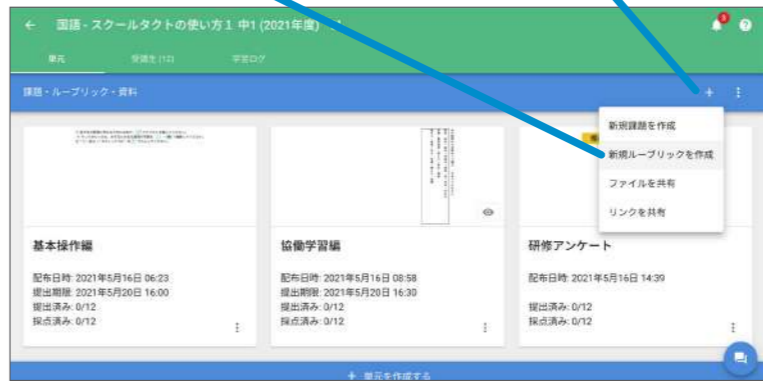 国語 - スクールタクトの使い方1 中1 (2021年度)
単元
受講生 (12)
学習ログ
課題・ルーブリック・資料
新規課題を作成
新規ルーブリックを作成
ファイルを共有
リンクを共有
基本操作編
配布日時: 2021年5月16日 06:23
提出期限: 2021年5月20日 16:00
提出済み: 0/12
採点済み: 0/12
協働学習編
配布日時: 2021年5月16日 08:58
提出期限: 2021年5月20日 16:30
提出済み: 0/12
採点済み: 0/12
研修アンケート
配布日時: 2021年5月16日 14:39
提出済み: 0/12
採点済み: 0/12
+ 単元を作成する